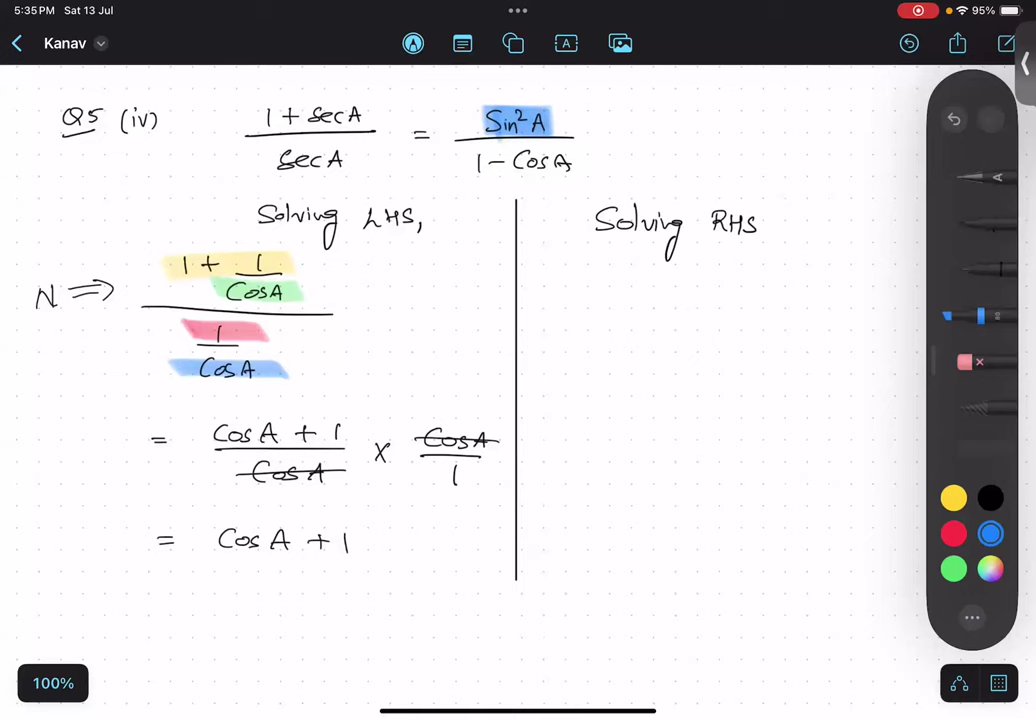 5:35 PM Sat 13 Jul
95%
Kanav
Q5 (iv) (1 + secA)/(secA) = (Sin²A)/(1 - CosA)
Solving LHS,
N ⇒ (1 + 1/CosA)/(1/CosA)
= (CosA + 1)/(CosA) × (CosA)/1
= CosA + 1
Solving RHS
A
80
100%